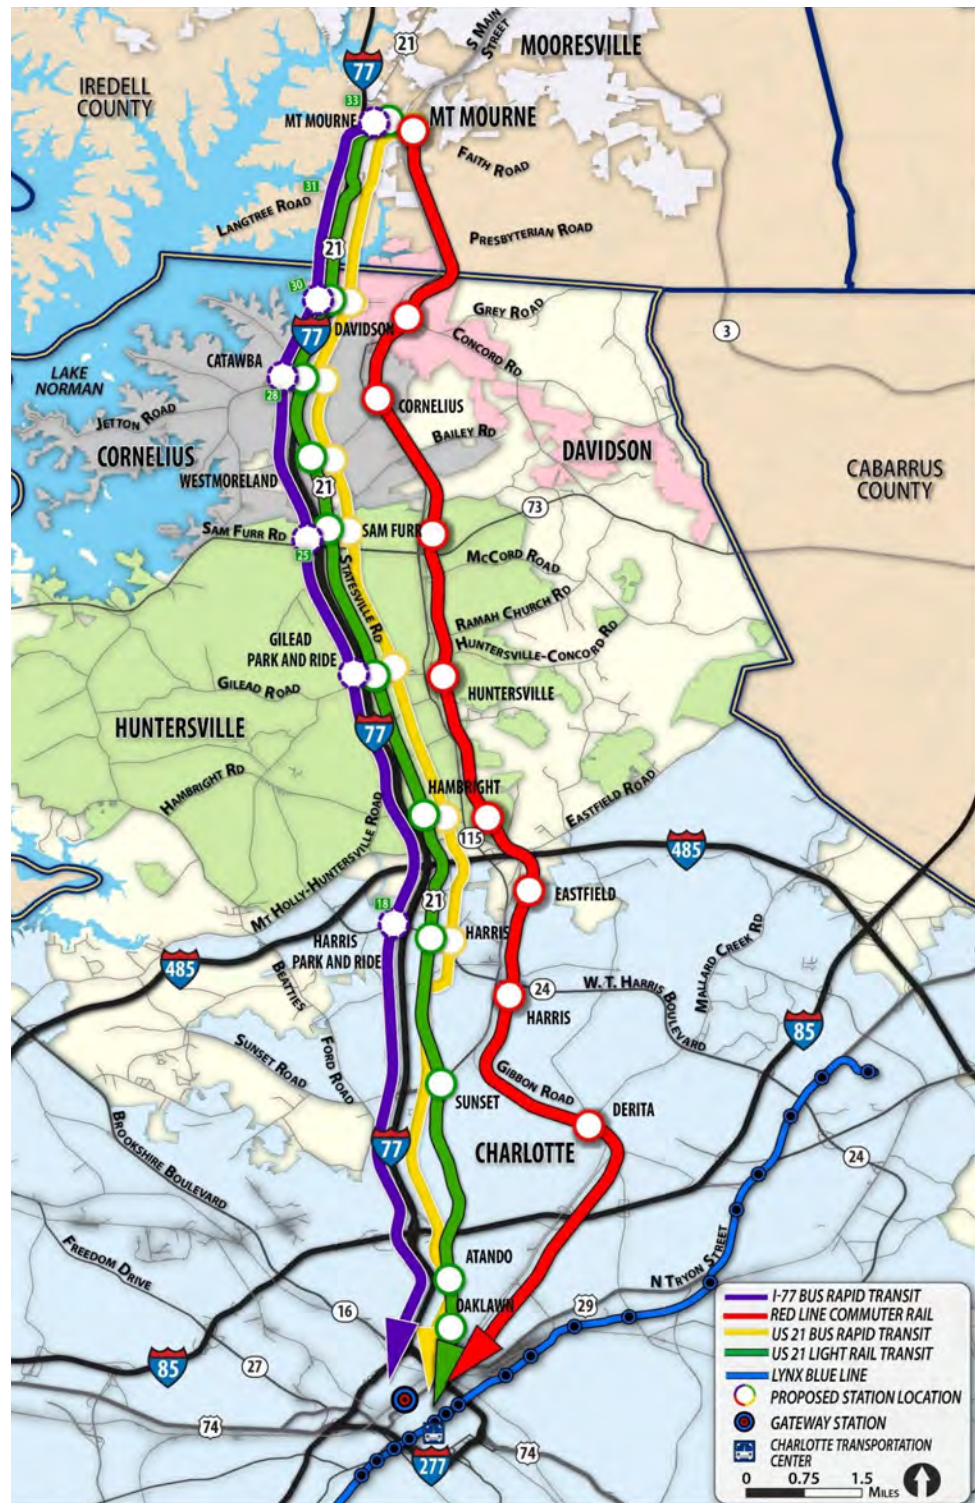 21
S MAIN
STREET
MOORESVILLE
77
IREDELL
COUNTY
33
MT MOURNE
MT MOURNE
FAITH ROAD
31
LANGTREE ROAD
PRESBYTERIAN ROAD
21
30
GREY ROAD
77
DAVIDSON
3
CONCORD RD
CATAWBA
LAKE
NORMAN
28
JETTON ROAD
CORNELIUS
BAILEY RD
CORNELIUS
DAVIDSON
CABARRUS
COUNTY
WESTMORELAND
21
73
SAM FURR RD
SAM FURR
25
MCCORD ROAD
STATESVILLE RD
RAMAH CHURCH RD
GILEAD
PARK AND RIDE
HUNTERSVILLE-CONCORD RD
GILEAD ROAD
HUNTERSVILLE
HUNTERSVILLE
77
HAMBRIGHT RD
HAMBRIGHT
EASTFIELD ROAD
115
485
MT HOLLY-HUNTERSVILLE ROAD
EASTFIELD
21
18
HARRIS
PARK AND RIDE
HARRIS
MALLARD CREEK RD
485
BEATTIES
FORD ROAD
24
W. T. HARRIS
BOULEVARD
HARRIS
85
SUNSET ROAD
GIBBON ROAD
SUNSET
DERITA
BROOKSHIRE BOULEVARD
77
CHARLOTTE
24
FREEDOM DRIVE
ATANDO
N TRYON STREET
OAKLAWN
16
29
85
27
74
74
277
I-77 BUS RAPID TRANSIT
RED LINE COMMUTER RAIL
US 21 BUS RAPID TRANSIT
US 21 LIGHT RAIL TRANSIT
LYNX BLUE LINE
PROPOSED STATION LOCATION
GATEWAY STATION
CHARLOTTE TRANSPORTATION
CENTER
0 0.75 1.5
MILES